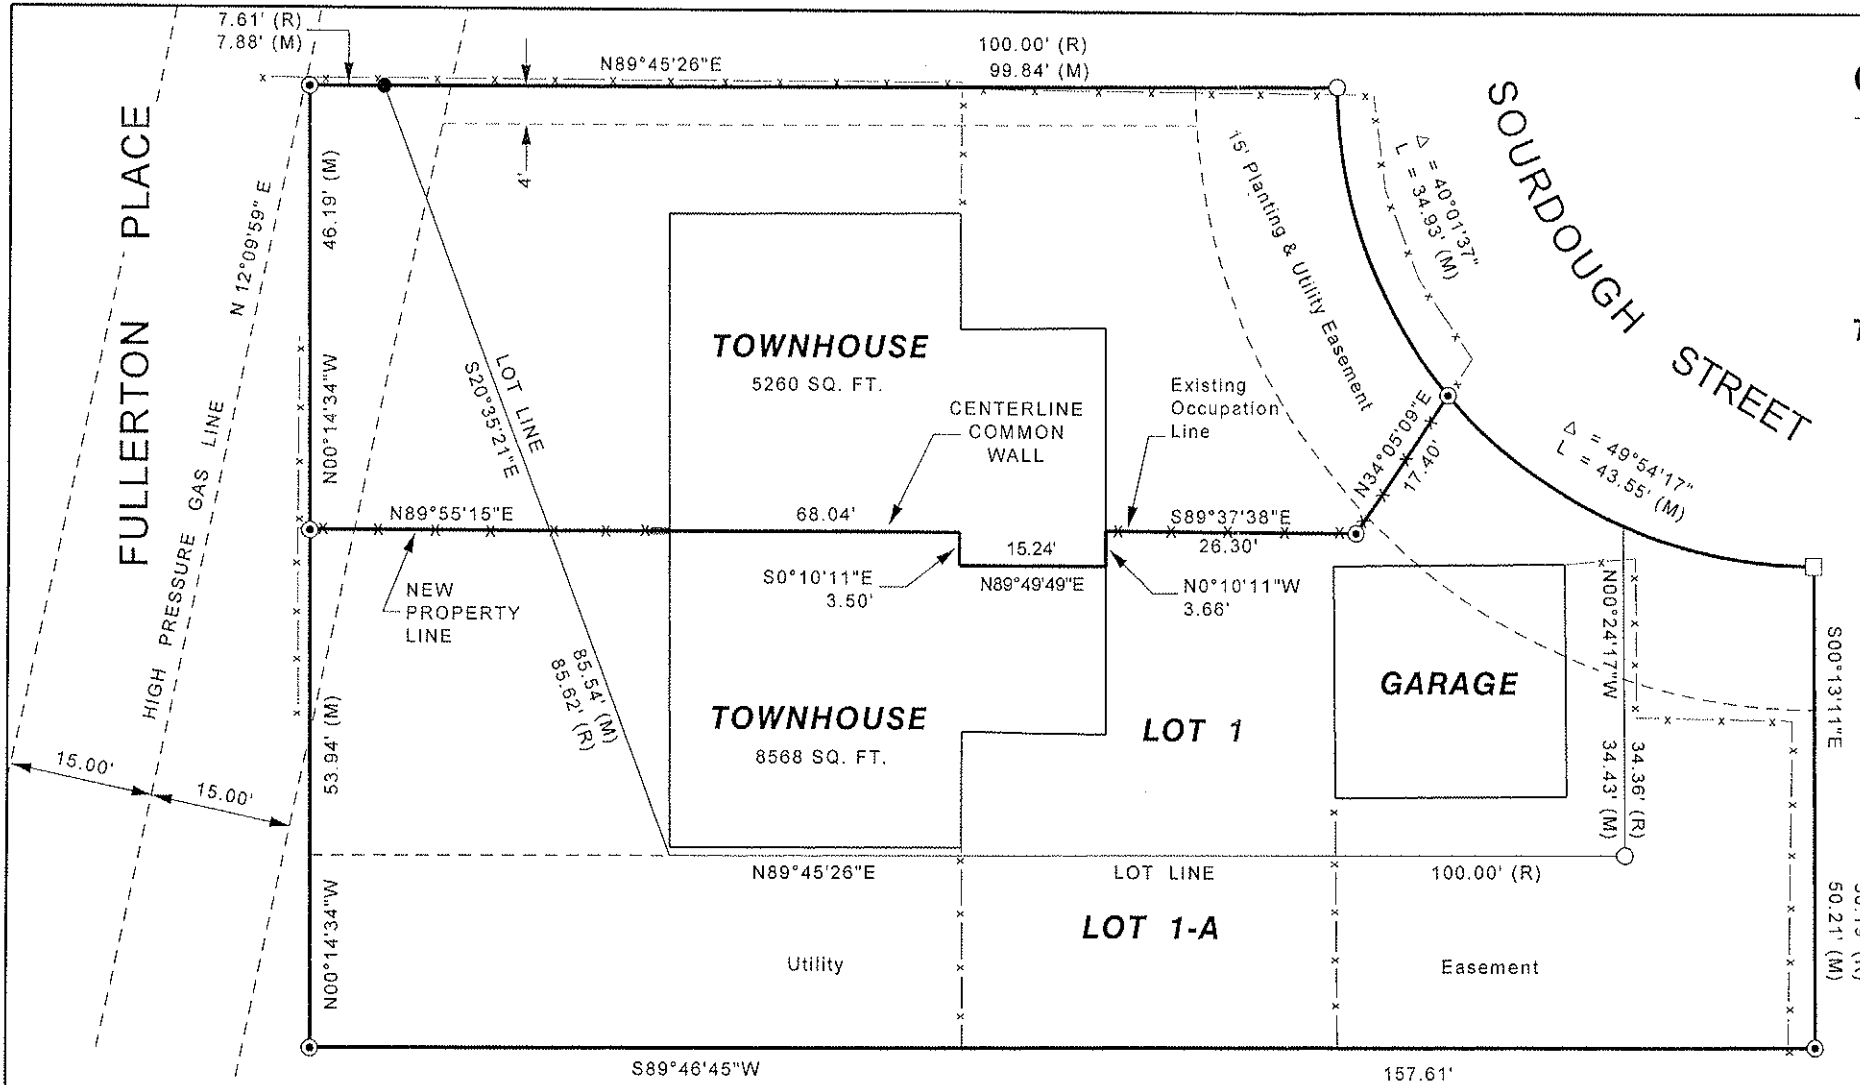 7.61' (R)
7.88' (M)
N89°45'26"E
100.00' (R)
99.84' (M)
FULLERTON PLACE
N 12°09'59" E
HIGH PRESSURE GAS LINE
46.19' (M)
N00°14'34"W
4'
LOT LINE
S20°35'21"E
TOWNHOUSE
5260 SQ. FT.
CENTERLINE
COMMON
WALL
Existing
Occupation
Line
15' Planting & Utility Easement
Δ = 40°01'37"
L = 34.93' (M)
SOURDOUGH STREET
N34°05'09"E
17.40'
Δ = 49°54'17"
L = 43.55' (M)
N89°55'15"E
68.04'
S89°37'38"E
26.30'
15.24'
N89°49'49"E
S0°10'11"E
3.50'
N0°10'11"W
3.66'
NEW
PROPERTY
LINE
53.94' (M)
85.54' (M)
85.62' (R)
TOWNHOUSE
8568 SQ. FT.
LOT 1
GARAGE
N00°24'17"W
34.36' (R)
34.43' (M)
S00°13'11"E
15.00'
15.00'
N89°45'26"E
LOT LINE
100.00' (R)
LOT 1-A
N00°14'34"W
Utility
Easement
50.21' (M)
S89°46'45"W
157.61'